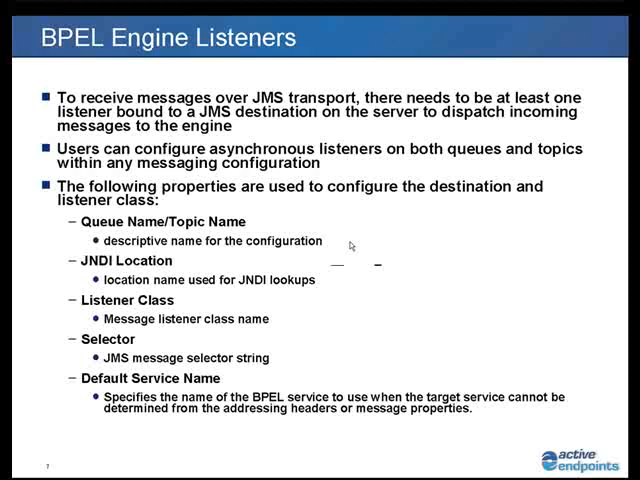 BPEL Engine Listeners
To receive messages over JMS transport, there needs to be at least one
listener bound to a JMS destination on the server to dispatch incoming
messages to the engine
Users can configure asynchronous listeners on both queues and topics
within any messaging configuration
The following properties are used to configure the destination and
listener class:
– Queue Name/Topic Name
descriptive name for the configuration
– JNDI Location
location name used for JNDI lookups
– Listener Class
Message listener class name
– Selector
JMS message selector string
– Default Service Name
Specifies the name of the BPEL service to use when the target service cannot be
determined from the addressing headers or message properties.
7
active
endpoints